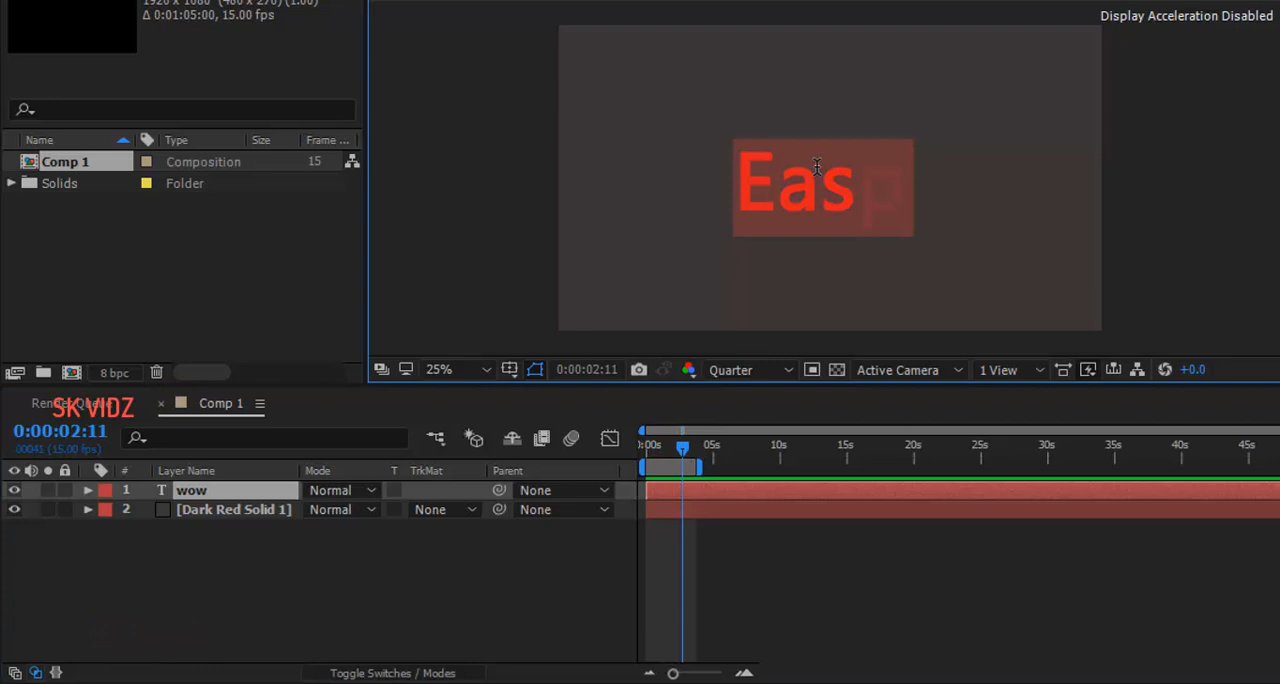 1920 x 1080 (480 x 270) (1.00)
Δ 0:01:05:00, 15.00 fps
Display Acceleration Disabled
Name Type Size Frame ...
Comp 1 Composition 15
Solids Folder
Eas
p
8 bpc
25% 0:00:02:11 Quarter Active Camera 1 View +0.0
SK VIDZ
Comp 1
0:00:02:11
00041 (15.00 fps)
:00s 05s 10s 15s 20s 25s 30s 35s 40s 45s
# Layer Name Mode T TrkMat Parent
1 T wow Normal None
2 [Dark Red Solid 1] Normal None None
Toggle Switches / Modes